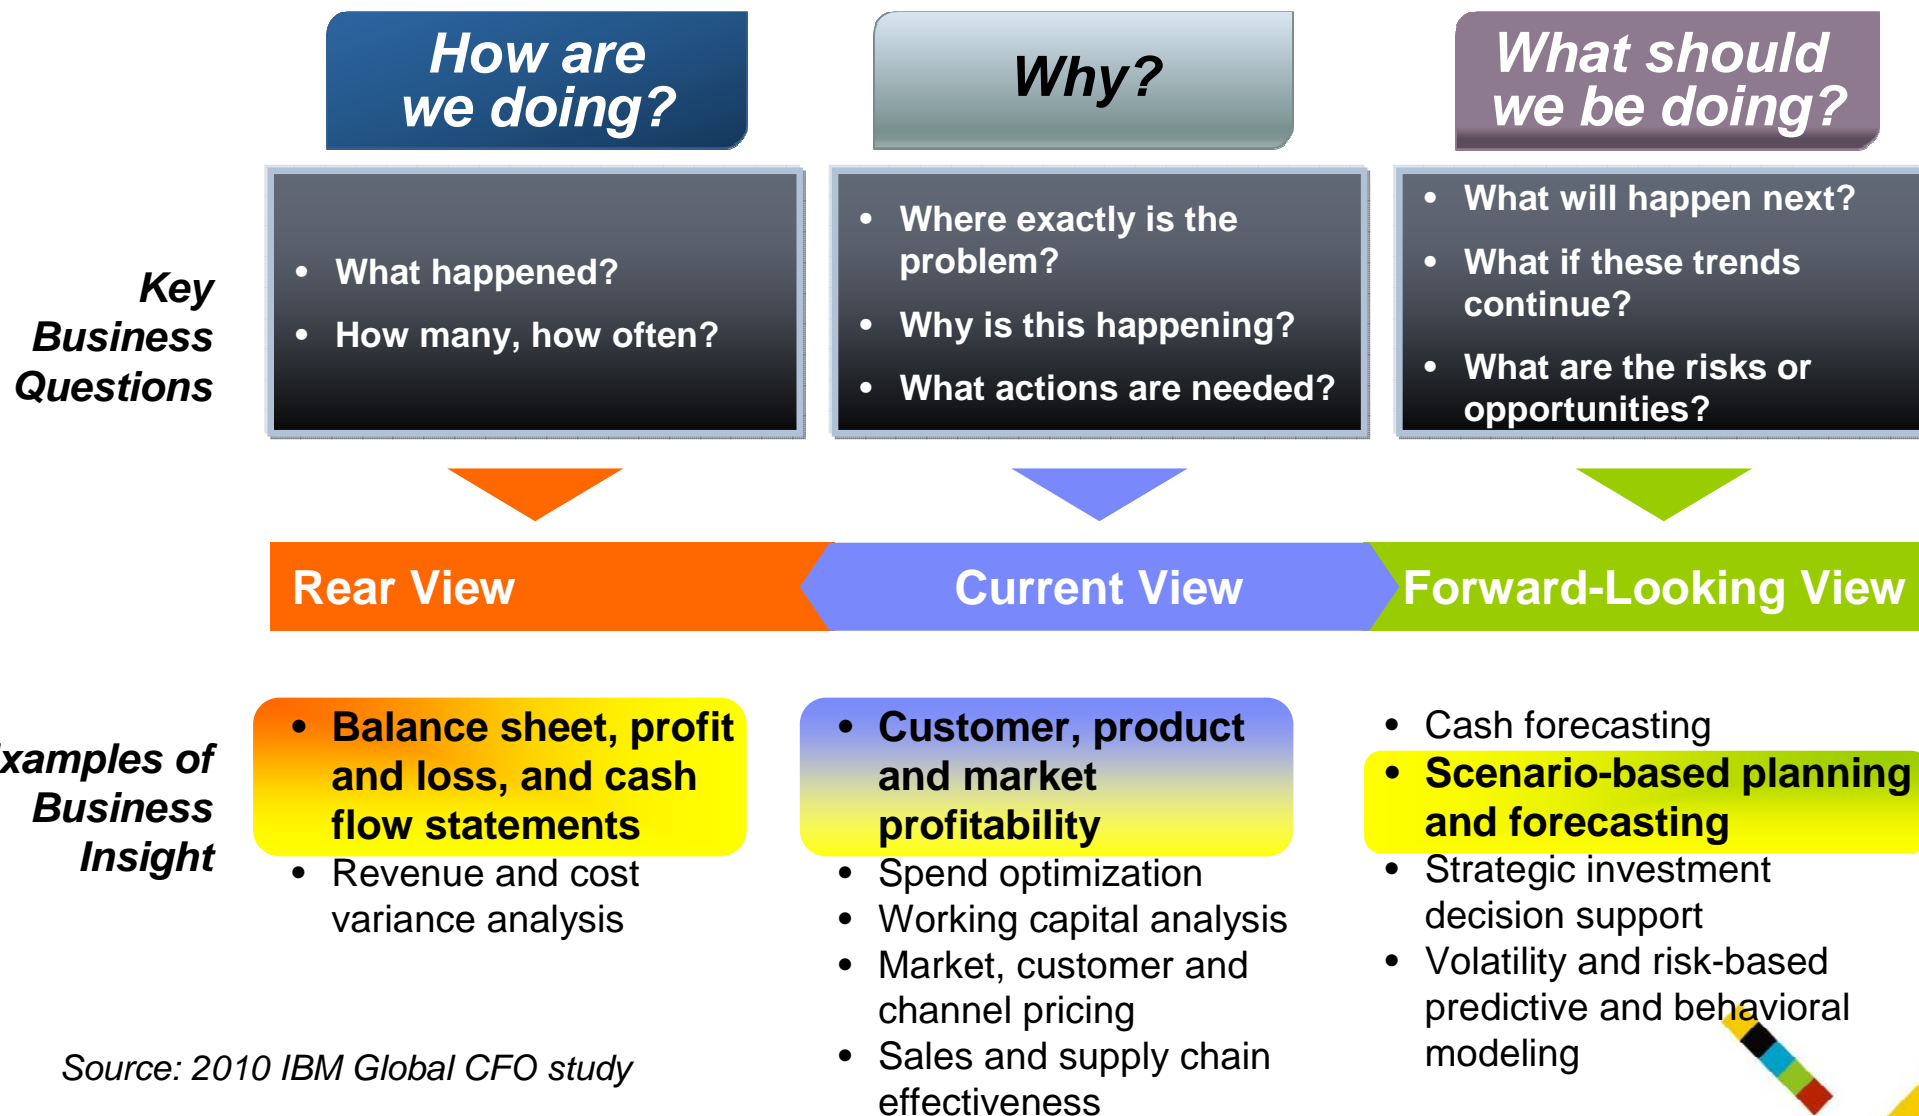 How are
we doing?
Why?
What should
we be doing?
Key
Business
Questions
• What happened?
• How many, how often?
• Where exactly is the
problem?
• Why is this happening?
• What actions are needed?
• What will happen next?
• What if these trends
continue?
• What are the risks or
opportunities?
Rear View
Current View
Forward-Looking View
xamples of
Business
Insight
• Balance sheet, profit
and loss, and cash
flow statements
• Revenue and cost
variance analysis
• Customer, product
and market
profitability
• Spend optimization
• Working capital analysis
• Market, customer and
channel pricing
• Sales and supply chain
effectiveness
• Cash forecasting
• Scenario-based planning
and forecasting
• Strategic investment
decision support
• Volatility and risk-based
predictive and behavioral
modeling
Source: 2010 IBM Global CFO study